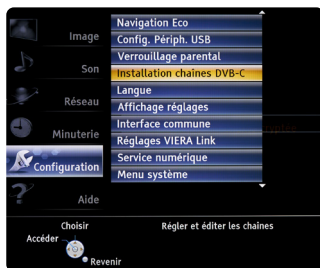 Image
Son
Réseau
Minuterie
Configuration
Aide
Navigation Eco
Config. Périph. USB
Verrouillage parental
Installation chaînes DVB-C
Langue
Affichage réglages
Interface commune
Réglages VIERA Link
Service numérique
Menu système
Choisir
Accéder
Revenir
Régler et éditer les chaines